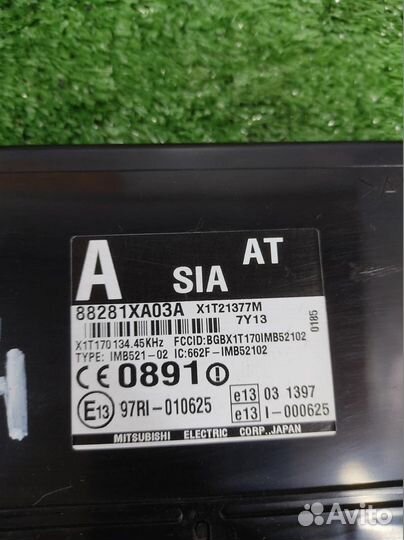 A SIA AT
88281XA03A X1T21377M
7Y13
X1T170 134.45KHz FCCID:BGBX1T170IMB52102
TYPE: IMB521-02 IC:662F-IMB52102
0185
CE 0891
E13 97RI-010625
e13 03 1397
e13 I-000625
MITSUBISHI ELECTRIC CORP.,JAPAN
Avito